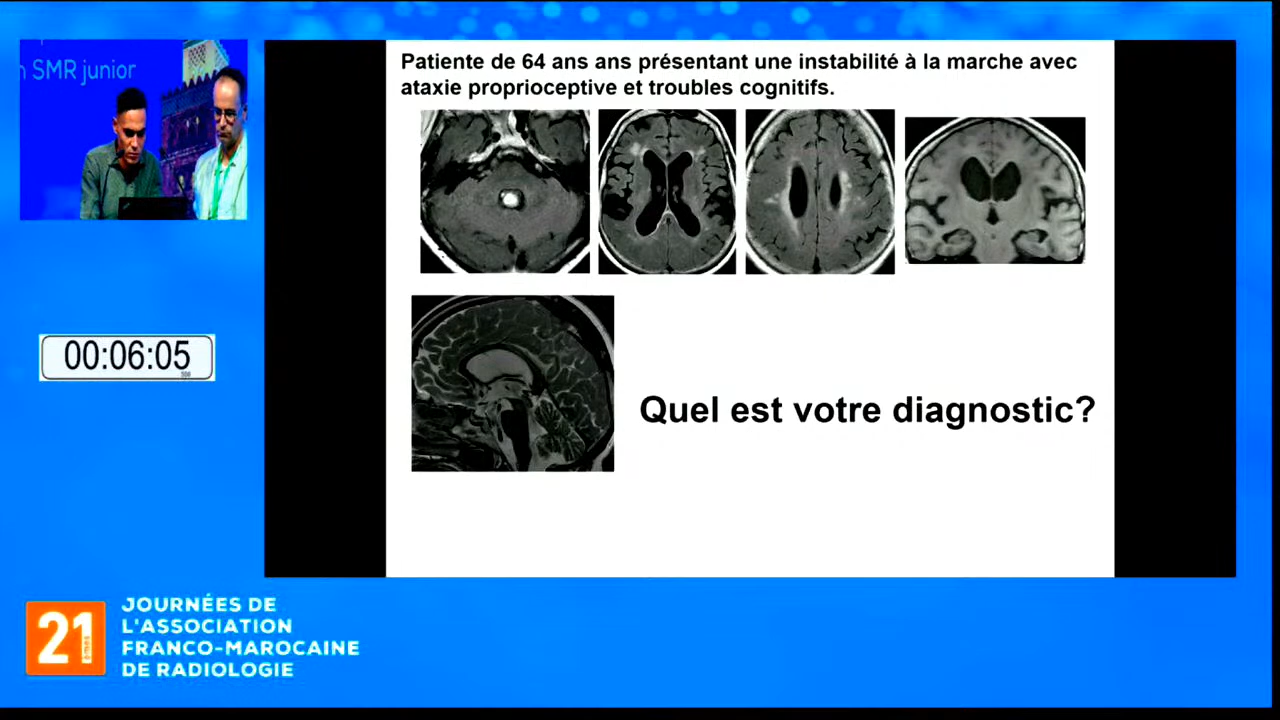 n SMR junior
Patiente de 64 ans ans présentant une instabilité à la marche avec
ataxie proprioceptive et troubles cognitifs.
00:06:05
Quel est votre diagnostic?
21
èmes
JOURNÉES DE
L'ASSOCIATION
FRANCO-MAROCAINE
DE RADIOLOGIE